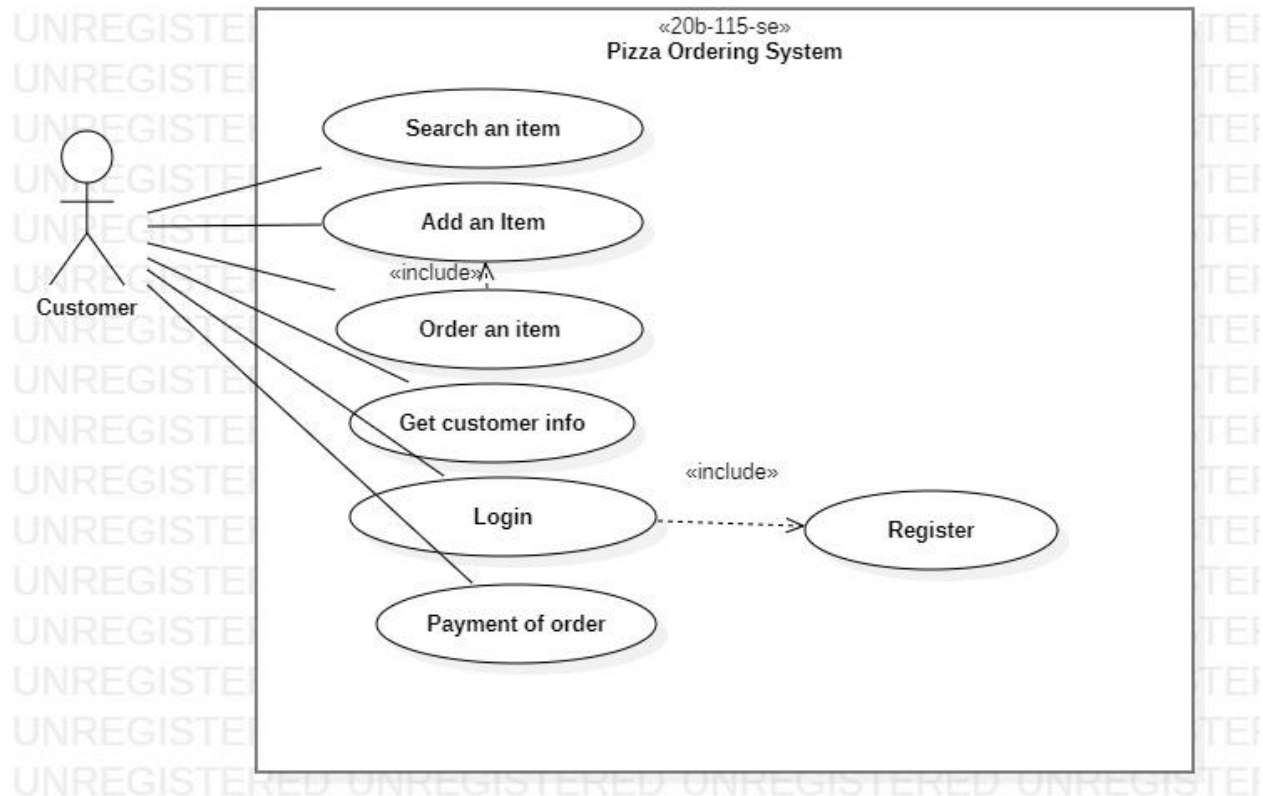 «20b-115-se»
Pizza Ordering System
Search an item
Add an Item
«include»
Customer
Order an item
Get customer info
«include»
Login
Register
Payment of order
UNREGISTERED UNREGISTERED UNREGISTERED UNREGISTERED